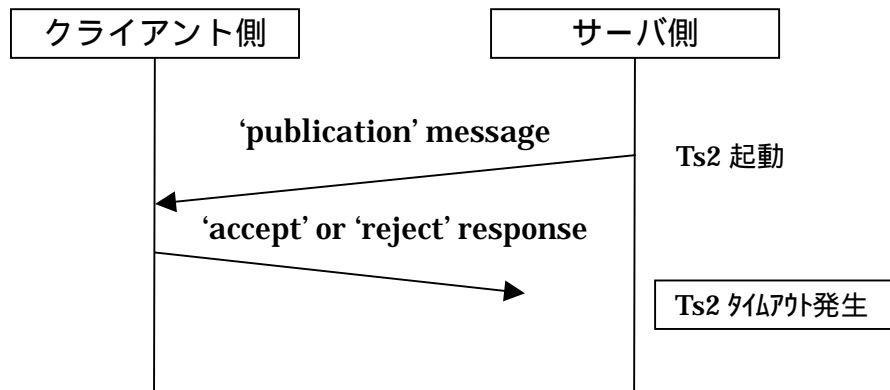 クライアント側
サーバ側
‘publication’ message
Ts2 起動
‘accept’ or ‘reject’ response
Ts2 ﾀｲﾑｱｳﾄ発生